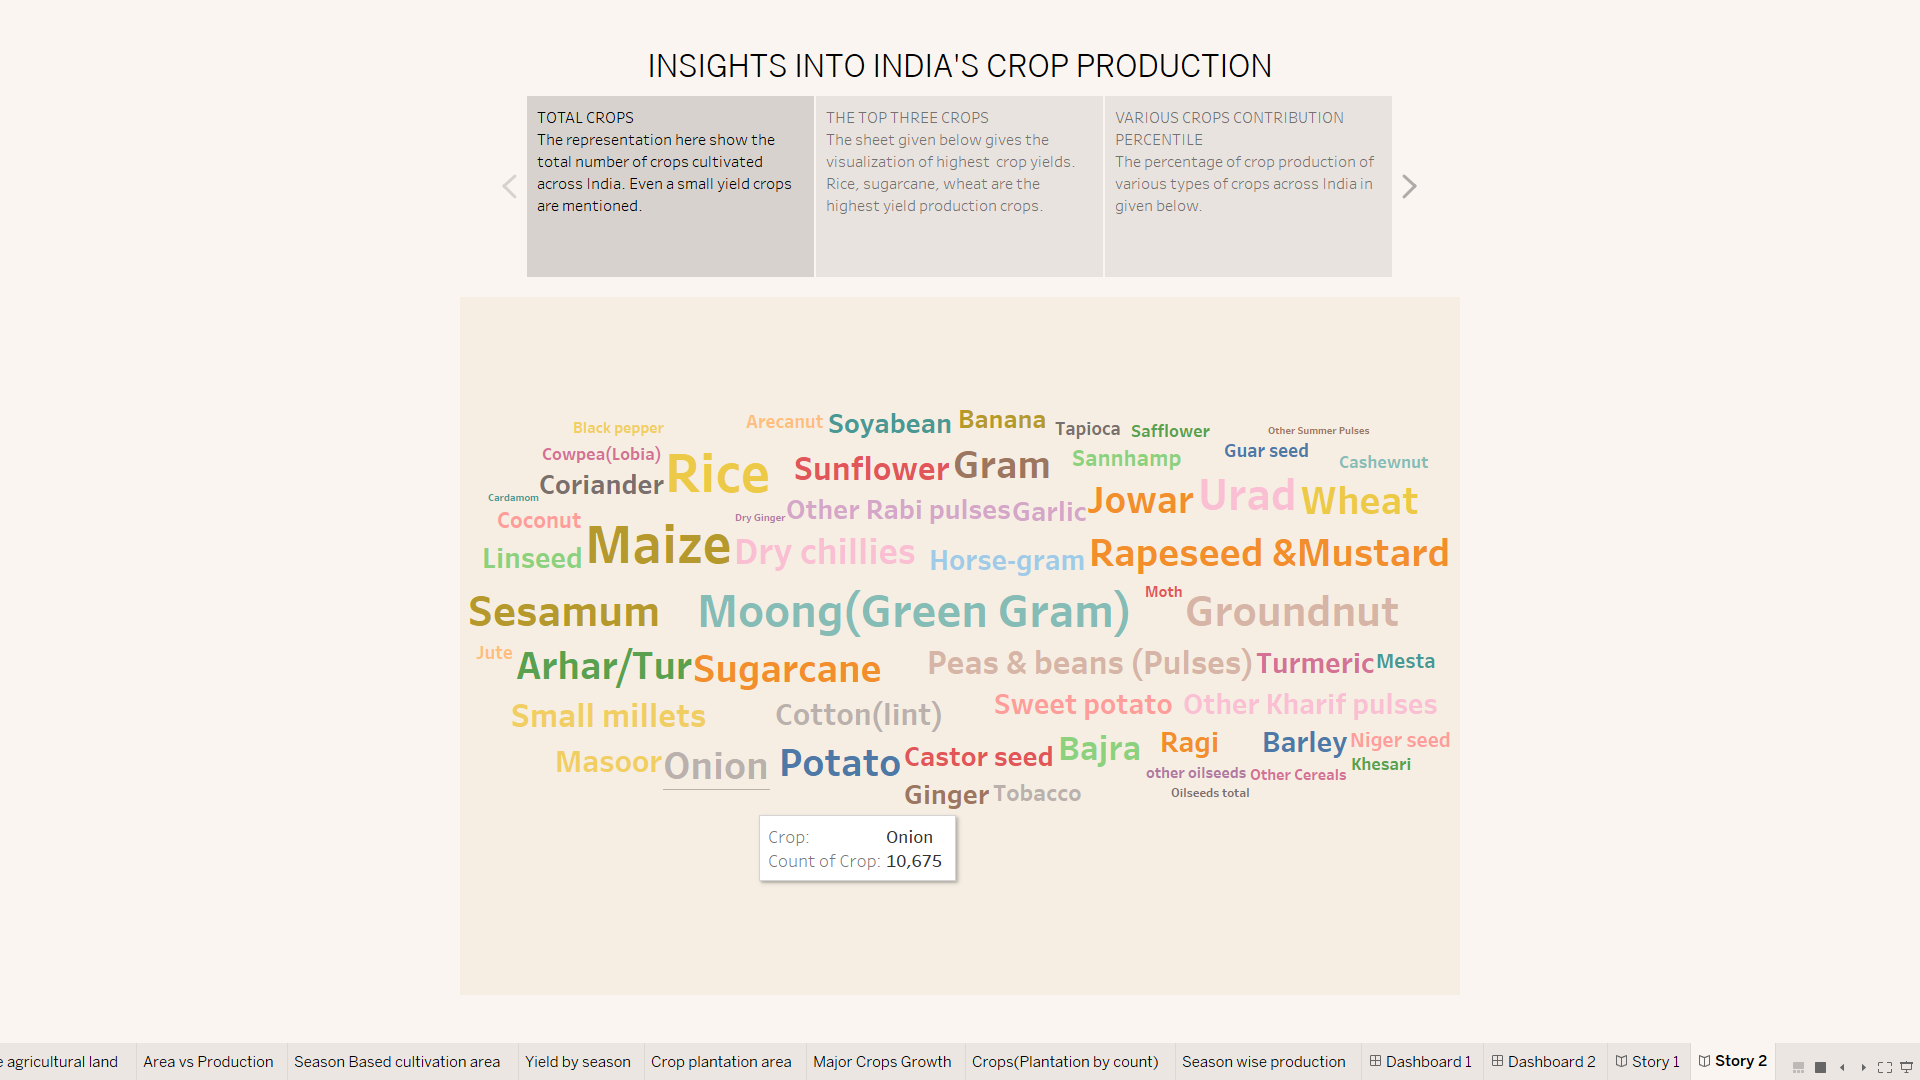 INSIGHTS INTO INDIA'S CROP PRODUCTION
TOTAL CROPS
The representation here show the
total number of crops cultivated
across India. Even a small yield crops
are mentioned.
THE TOP THREE CROPS
The sheet given below gives the
visualization of highest crop yields.
Rice, sugarcane, wheat are the
highest yield production crops.
VARIOUS CROPS CONTRIBUTION
PERCENTILE
The percentage of crop production of
various types of crops across India in
given below.
Black pepper
Arecanut
Soyabean
Banana
Tapioca
Safflower
Other Summer Pulses
Cowpea(Lobia)
Rice
Sunflower
Gram
Sannhamp
Guar seed
Cashewnut
Cardamom
Coriander
Coconut
Dry Ginger
Other Rabi pulses
Garlic
Jowar
Urad
Wheat
Linseed
Maize
Dry chillies
Horse-gram
Rapeseed &Mustard
Sesamum
Moong(Green Gram)
Moth
Groundnut
Jute
Arhar/Tur
Sugarcane
Peas & beans (Pulses)
Turmeric
Mesta
Small millets
Cotton(lint)
Sweet potato
Other Kharif pulses
Masoor
Onion
Potato
Castor seed
Bajra
Ragi
Barley
Niger seed
other oilseeds
Other Cereals
Khesari
Ginger
Tobacco
Oilseeds total
Crop: Onion
Count of Crop: 10,675
e agricultural land
Area vs Production
Season Based cultivation area
Yield by season
Crop plantation area
Major Crops Growth
Crops(Plantation by count)
Season wise production
Dashboard 1
Dashboard 2
Story 1
Story 2